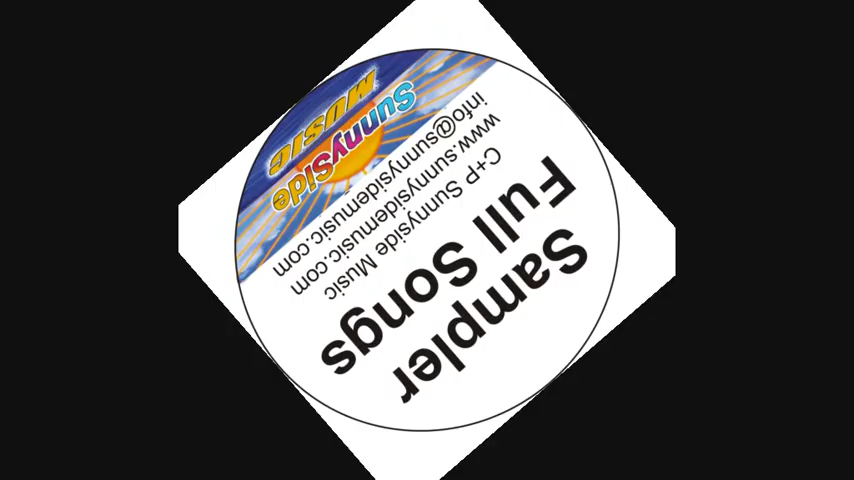 Sampler
Full Songs
C+P Sunnyside Music
www.sunnysidemusic.com
info@sunnysidemusic.com
SunnySide
MUSIC